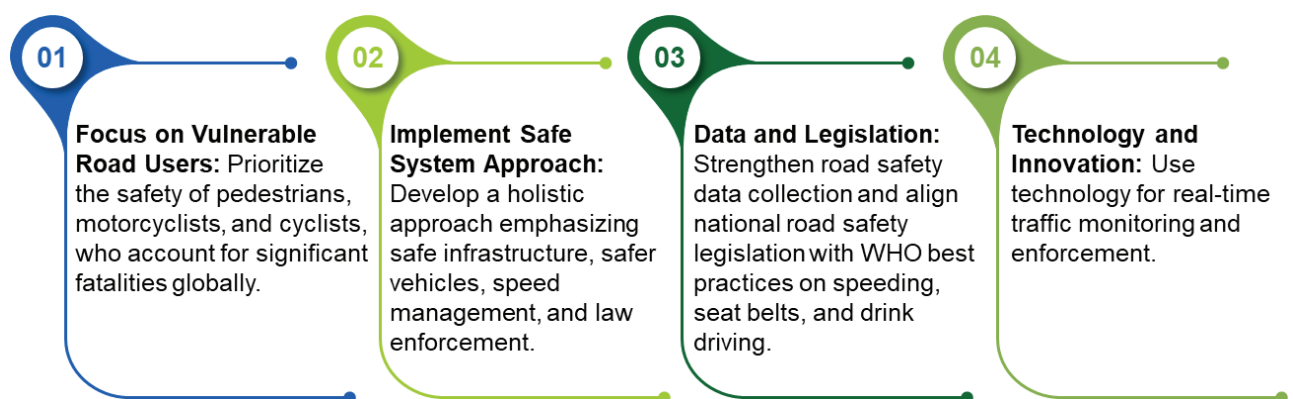 01
Focus on Vulnerable
Road Users: Prioritize
the safety of pedestrians,
motorcyclists, and cyclists,
who account for significant
fatalities globally.
02
Implement Safe
System Approach:
Develop a holistic
approach emphasizing
safe infrastructure, safer
vehicles, speed
management, and law
enforcement.
03
Data and Legislation:
Strengthen road safety
data collection and align
national road safety
legislation with WHO best
practices on speeding,
seat belts, and drink
driving.
04
Technology and
Innovation: Use
technology for real-time
traffic monitoring and
enforcement.